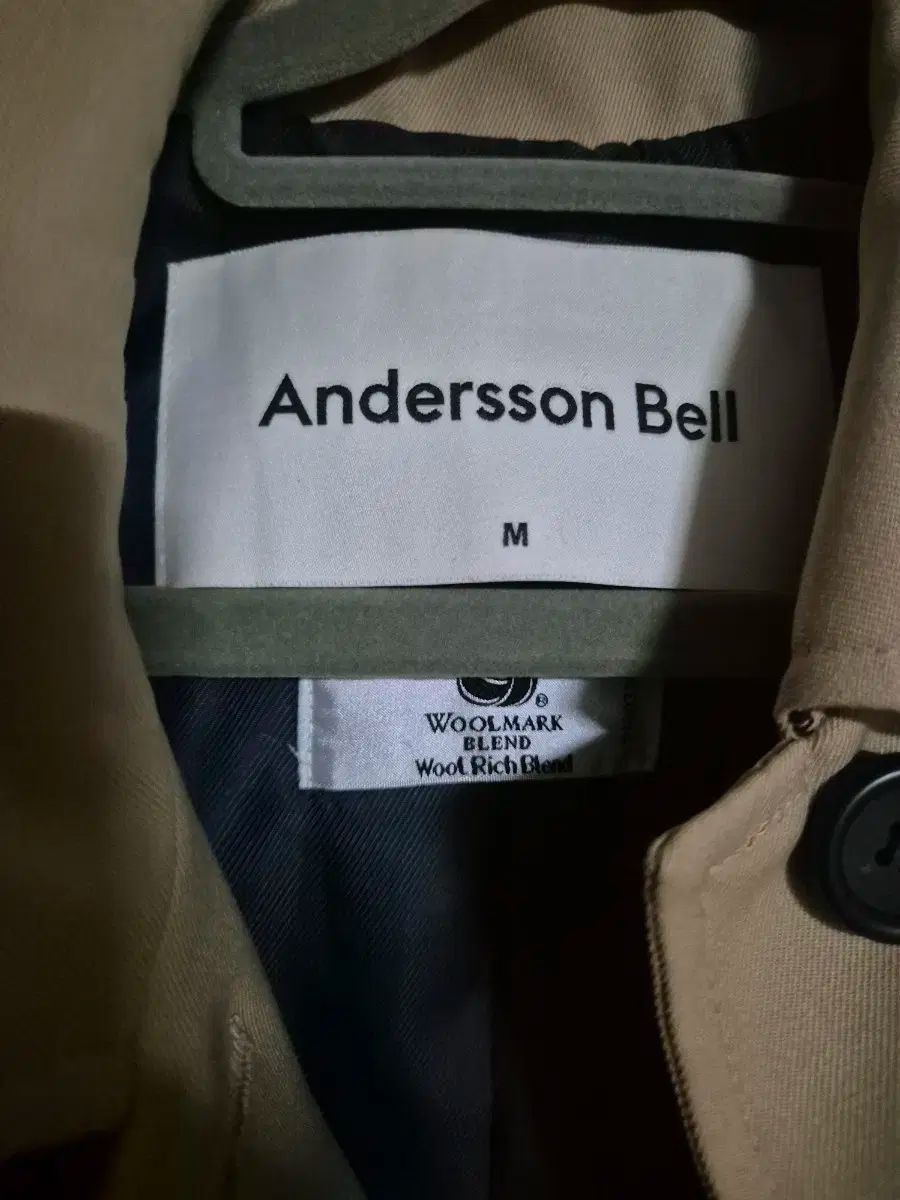 Andersson Bell
M
®
WOOLMARK
BLEND
Wool Rich Blend